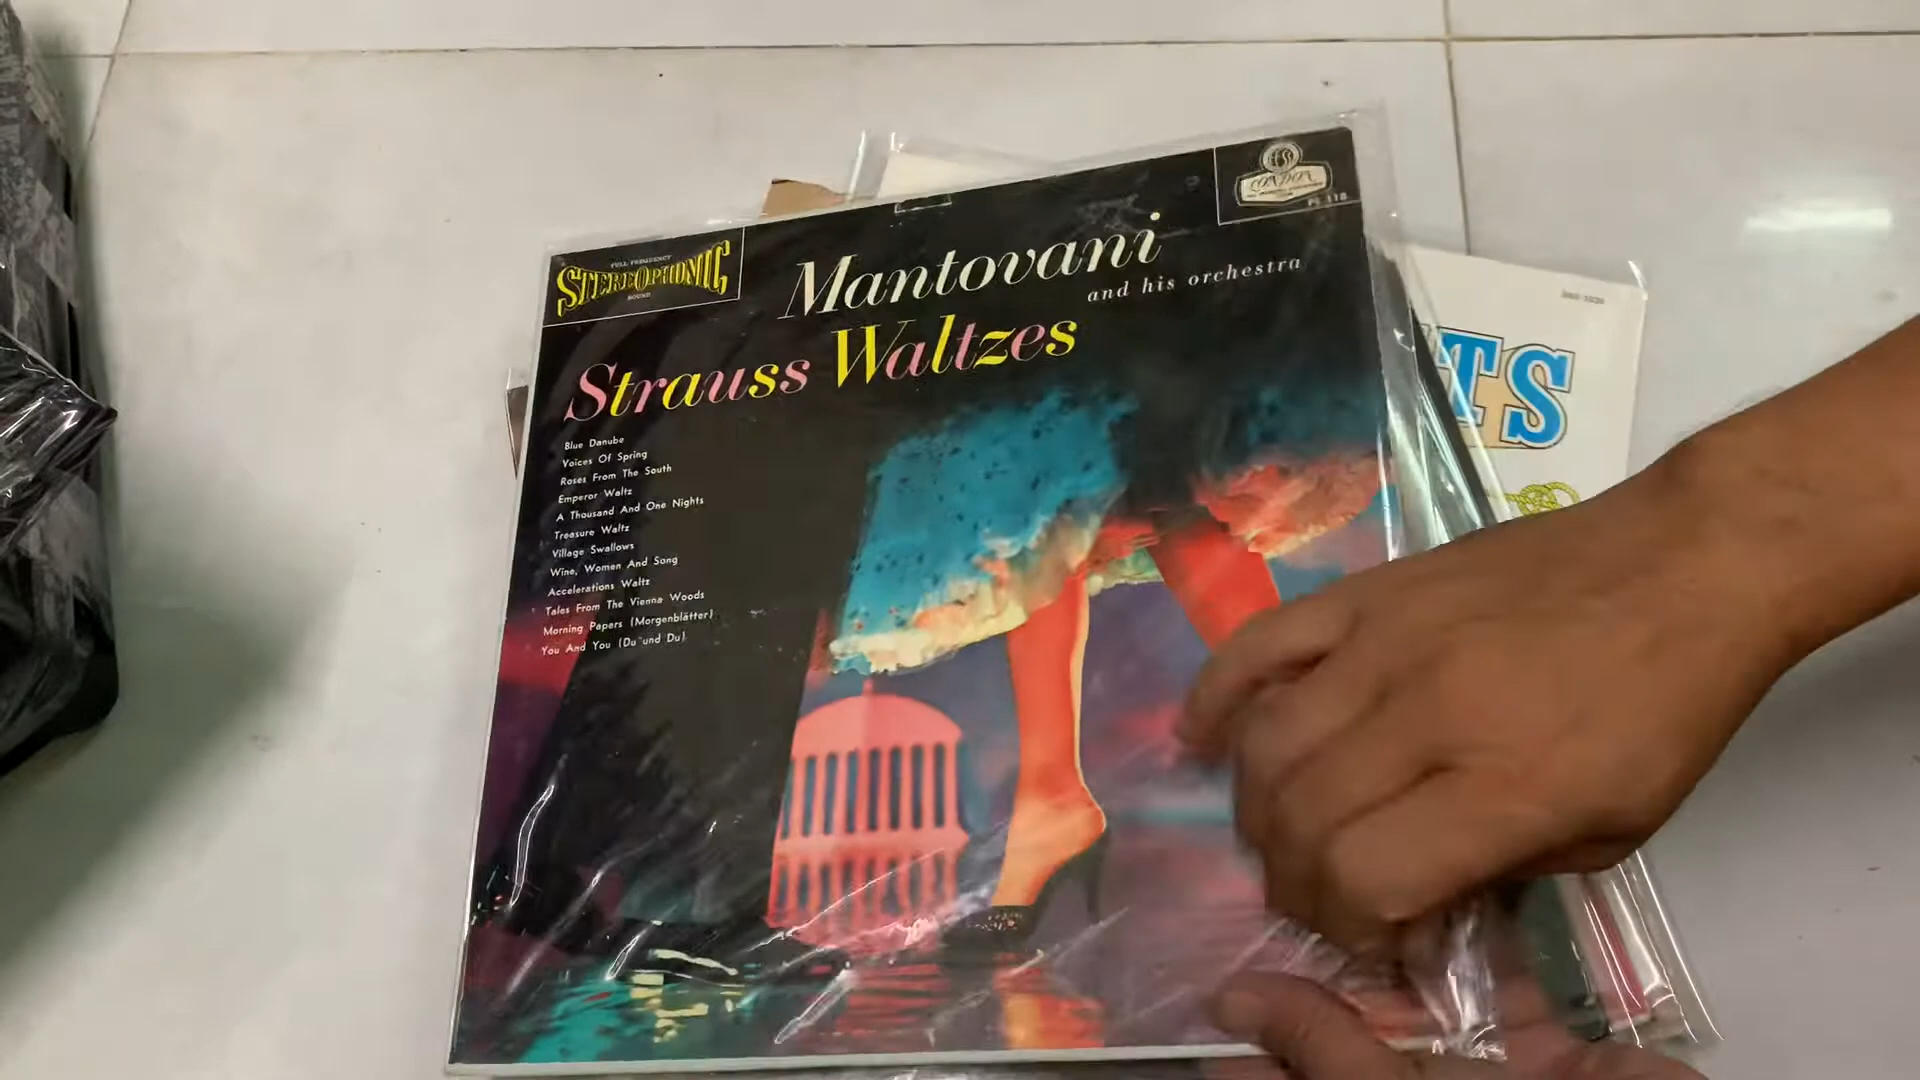 FULL FREQUENCY
STEREOPHONIC
SOUND
Mantovani
and his orchestra
LONDON
PS 118
Strauss Waltzes
Blue Danube
Voices Of Spring
Roses From The South
Emperor Waltz
A Thousand And One Nights
Treasure Waltz
Village Swallows
Wine, Women And Song
Accelerations Waltz
Tales From The Vienna Woods
Morning Papers (Morgenblätter)
You And You (Du und Du)
TS